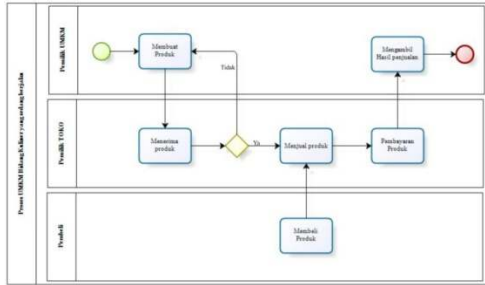 Proses UMKM Bidang Kuliner yang sedang berjalan
Pemilik UMKM
Membuat
Produk
Tidak
Mengambil
Hasil penjualan
Pemilik TOKO
Menerima
produk
Ya
Menjual produk
Pembayaran
Produk
Pembeli
Membeli
Produk